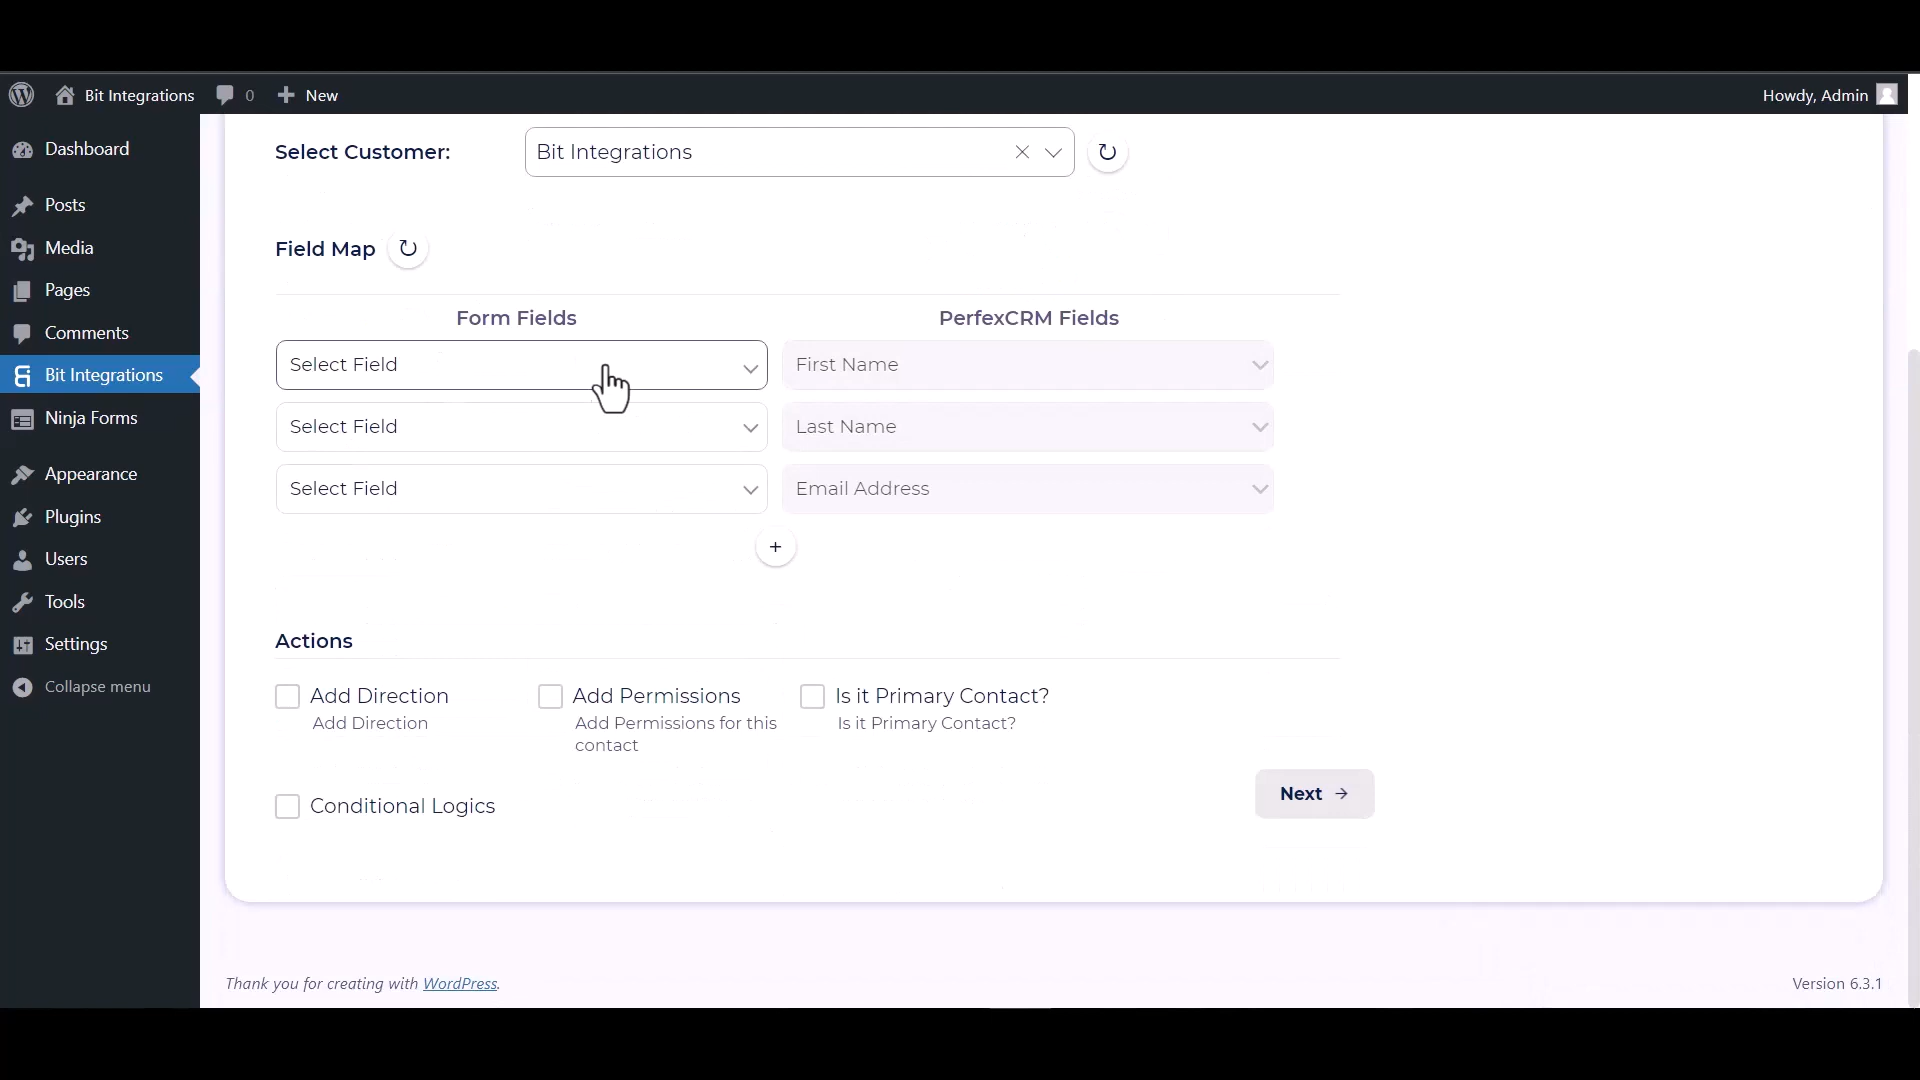 Bit Integrations
0
New
Howdy, Admin
Dashboard
Posts
Media
Pages
Comments
Bit Integrations
Ninja Forms
Appearance
Plugins
Users
Tools
Settings
Collapse menu
Select Customer:
Bit Integrations
Field Map
Form Fields
PerfexCRM Fields
Select Field
First Name
Select Field
Last Name
Select Field
Email Address
+
Actions
Add Direction
Add Direction
Add Permissions
Add Permissions for this
contact
Is it Primary Contact?
Is it Primary Contact?
Conditional Logics
Next →
Thank you for creating with WordPress.
Version 6.3.1